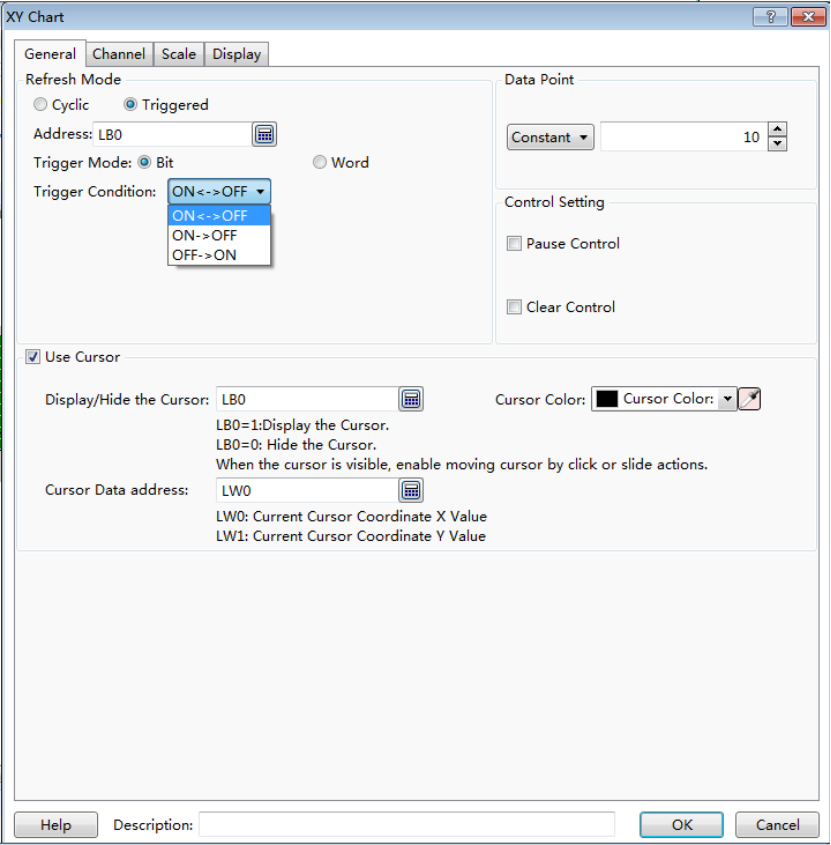 XY Chart
General Channel Scale Display
Refresh Mode
Cyclic Triggered
Address: LB0
Trigger Mode: Bit Word
Trigger Condition: ON<->OFF
ON<->OFF
ON->OFF
OFF->ON
Data Point
Constant 10
Control Setting
Pause Control
Clear Control
Use Cursor
Display/Hide the Cursor: LB0 Cursor Color: Cursor Color:
LB0=1:Display the Cursor.
LB0=0: Hide the Cursor.
When the cursor is visible, enable moving cursor by click or slide actions.
Cursor Data address: LW0
LW0: Current Cursor Coordinate X Value
LW1: Current Cursor Coordinate Y Value
Help Description: OK Cancel